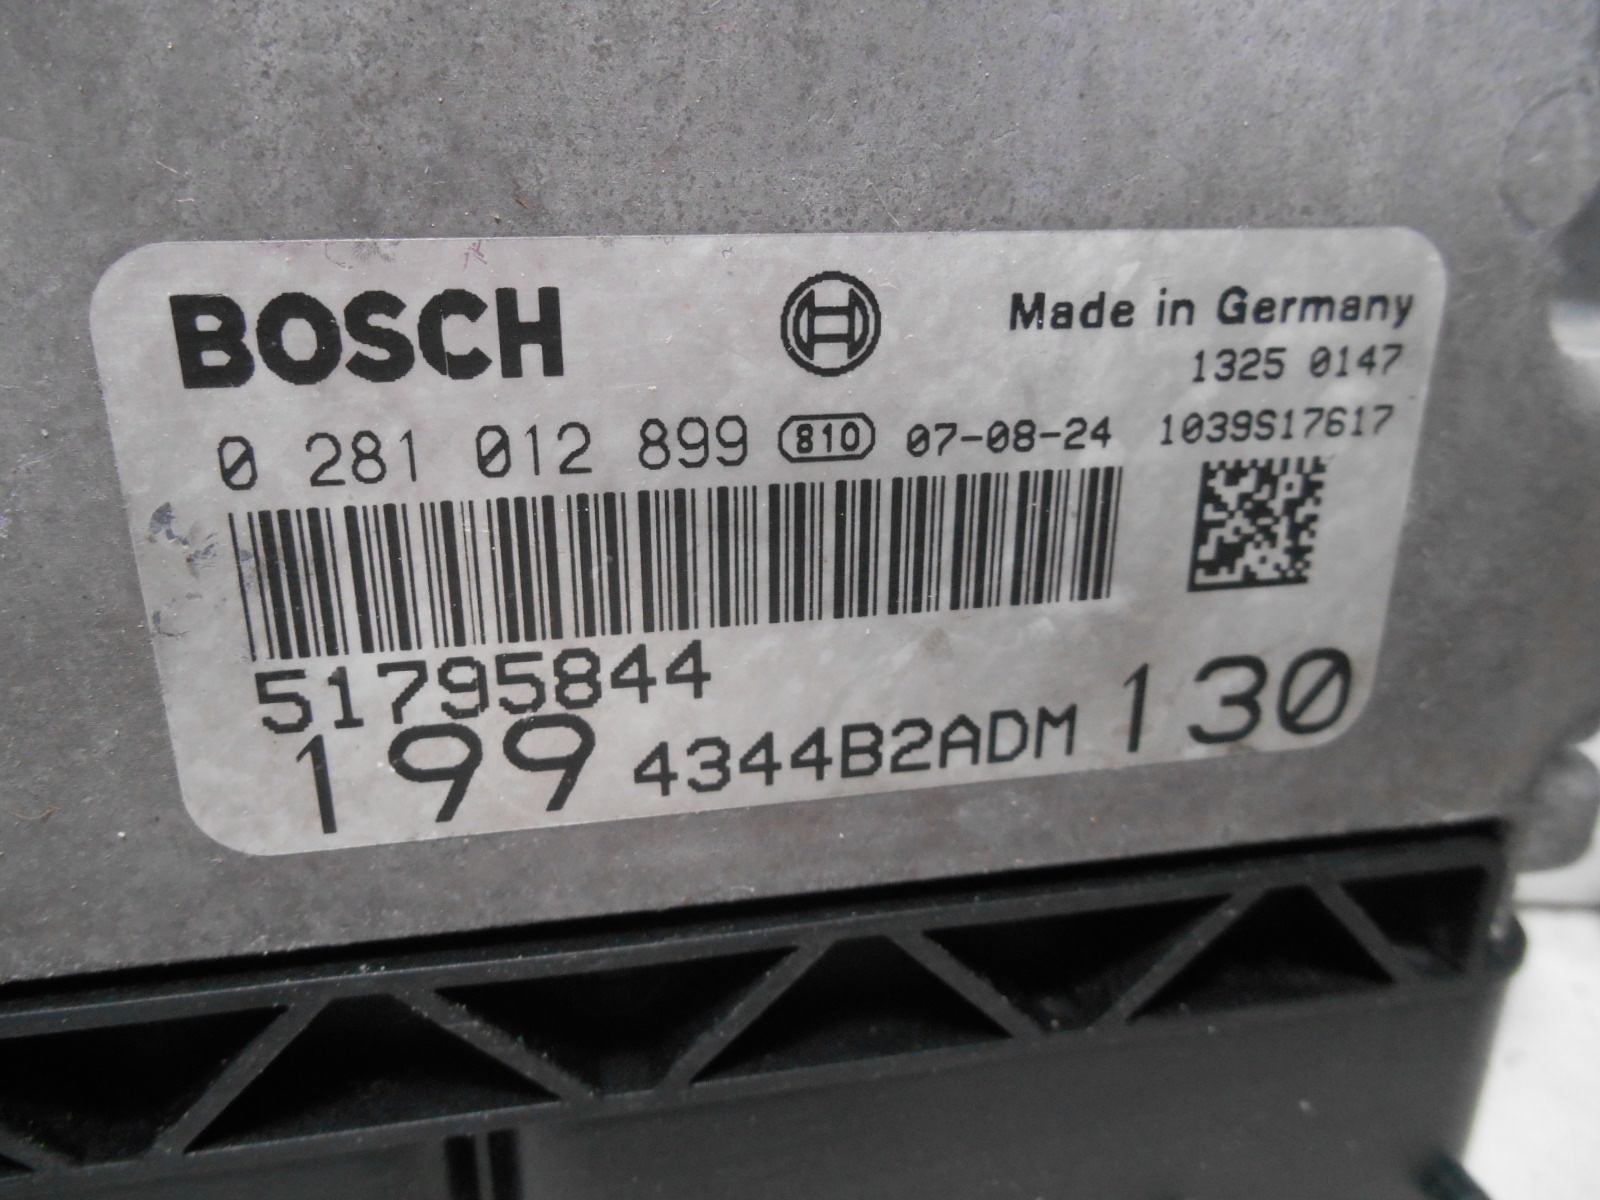 BOSCH
Made in Germany
1325 0147
0 281 012 899 810 07-08-24 1039S17617
51795844
199 4344B2ADM 130